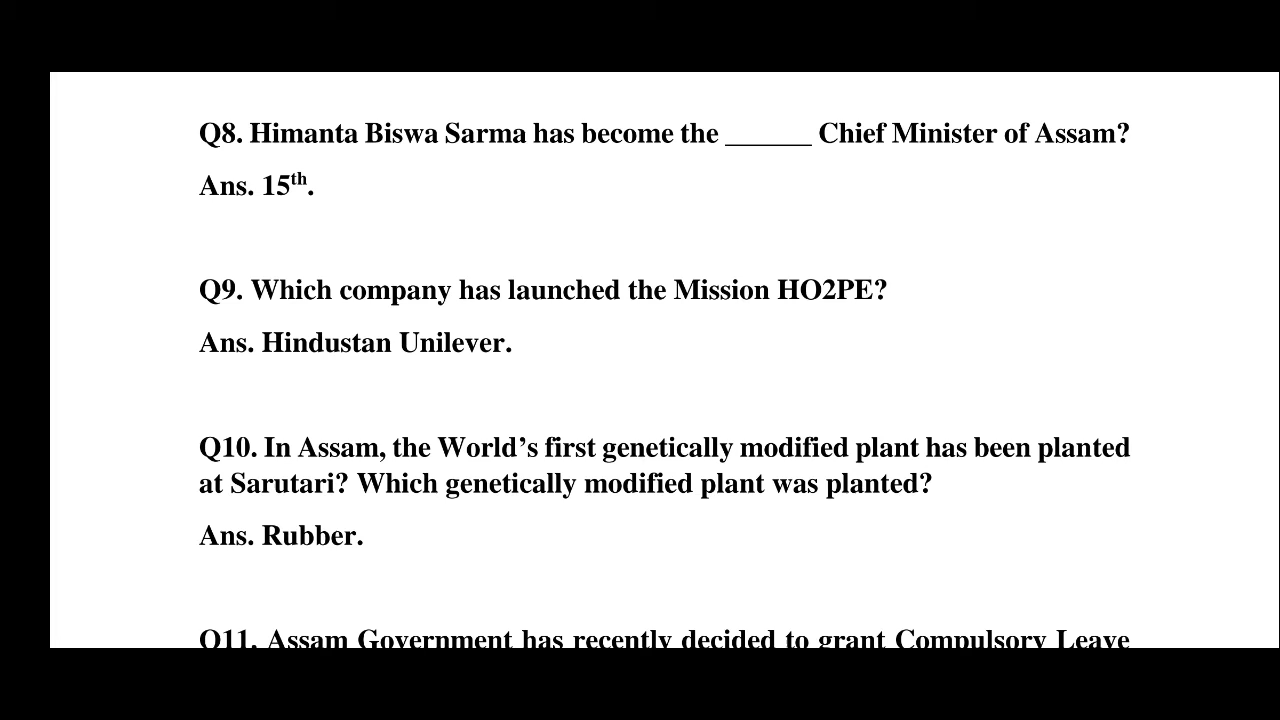 Q8. Himanta Biswa Sarma has become the ______ Chief Minister of Assam?
Ans. 15th.
Q9. Which company has launched the Mission HO2PE?
Ans. Hindustan Unilever.
Q10. In Assam, the World’s first genetically modified plant has been planted
at Sarutari? Which genetically modified plant was planted?
Ans. Rubber.
Q11. Assam Government has recently decided to grant Compulsory Leave